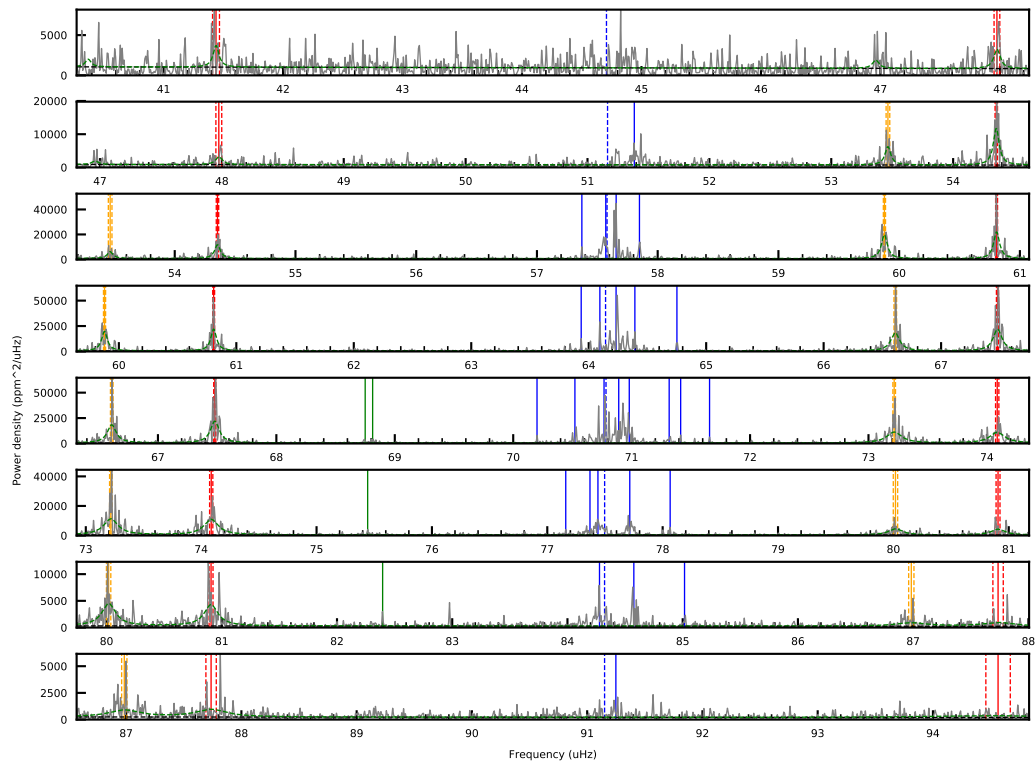 5000
0
41 42 43 44 45 46 47 48
20000
10000
0
47 48 49 50 51 52 53 54
40000
20000
0
54 55 56 57 58 59 60 61
50000
25000
0
60 61 62 63 64 65 66 67
50000
25000
0
67 68 69 70 71 72 73 74
40000
20000
0
73 74 75 76 77 78 79 80 81
10000
5000
0
80 81 82 83 84 85 86 87 88
5000
2500
0
87 88 89 90 91 92 93 94
Power density (ppm^2/uHz)
Frequency (uHz)